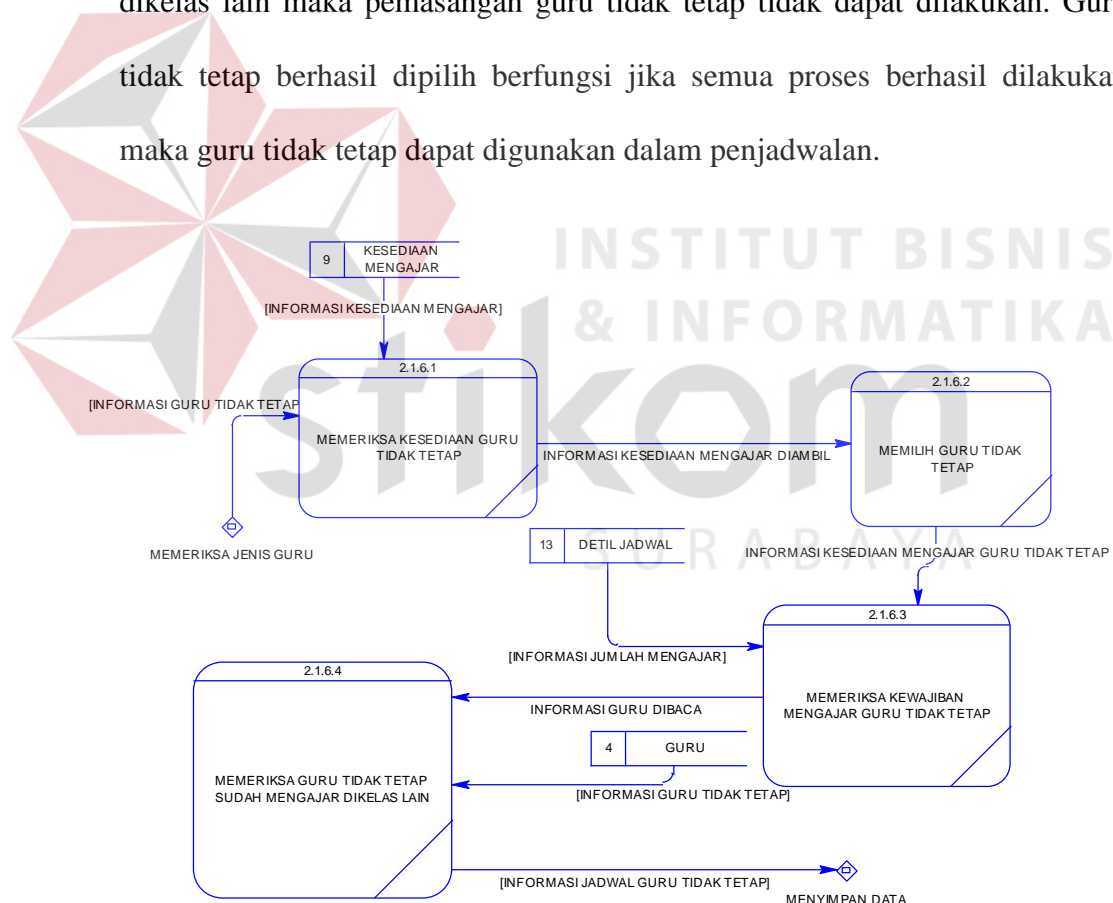 dikelas lain maka pemasangan guru tidak tetap tidak dapat dilakukan. Gur
tidak tetap berhasil dipilih berfungsi jika semua proses berhasil dilakuka
maka guru tidak tetap dapat digunakan dalam penjadwalan.
INSTITUT BISNIS
& INFORMATIKA
stikom
SURABAYA
9
KESEDIAAN
MENGAJAR
[INFORMASI KESEDIAAN MENGAJAR]
2.1.6.1
[INFORMASI GURU TIDAK TETAP
MEMERIKSA KESEDIAAN GURU
TIDAK TETAP
MEMERIKSA JENIS GURU
INFORMASI KESEDIAAN MENGAJAR DIAMBIL
2.1.6.2
MEMILIH GURU TIDAK
TETAP
13
DETIL JADWAL
INFORMASI KESEDIAAN MENGAJAR GURU TIDAK TETAP
2.1.6.3
[INFORMASI JUMLAH MENGAJAR]
MEMERIKSA KEWAJIBAN
MENGAJAR GURU TIDAK TETAP
2.1.6.4
INFORMASI GURU DIBACA
4
GURU
[INFORMASI GURU TIDAK TETAP]
MEMERIKSA GURU TIDAK TETAP
SUDAH MENGAJAR DIKELAS LAIN
[INFORMASI JADWAL GURU TIDAK TETAP]
MENYIMPAN DATA